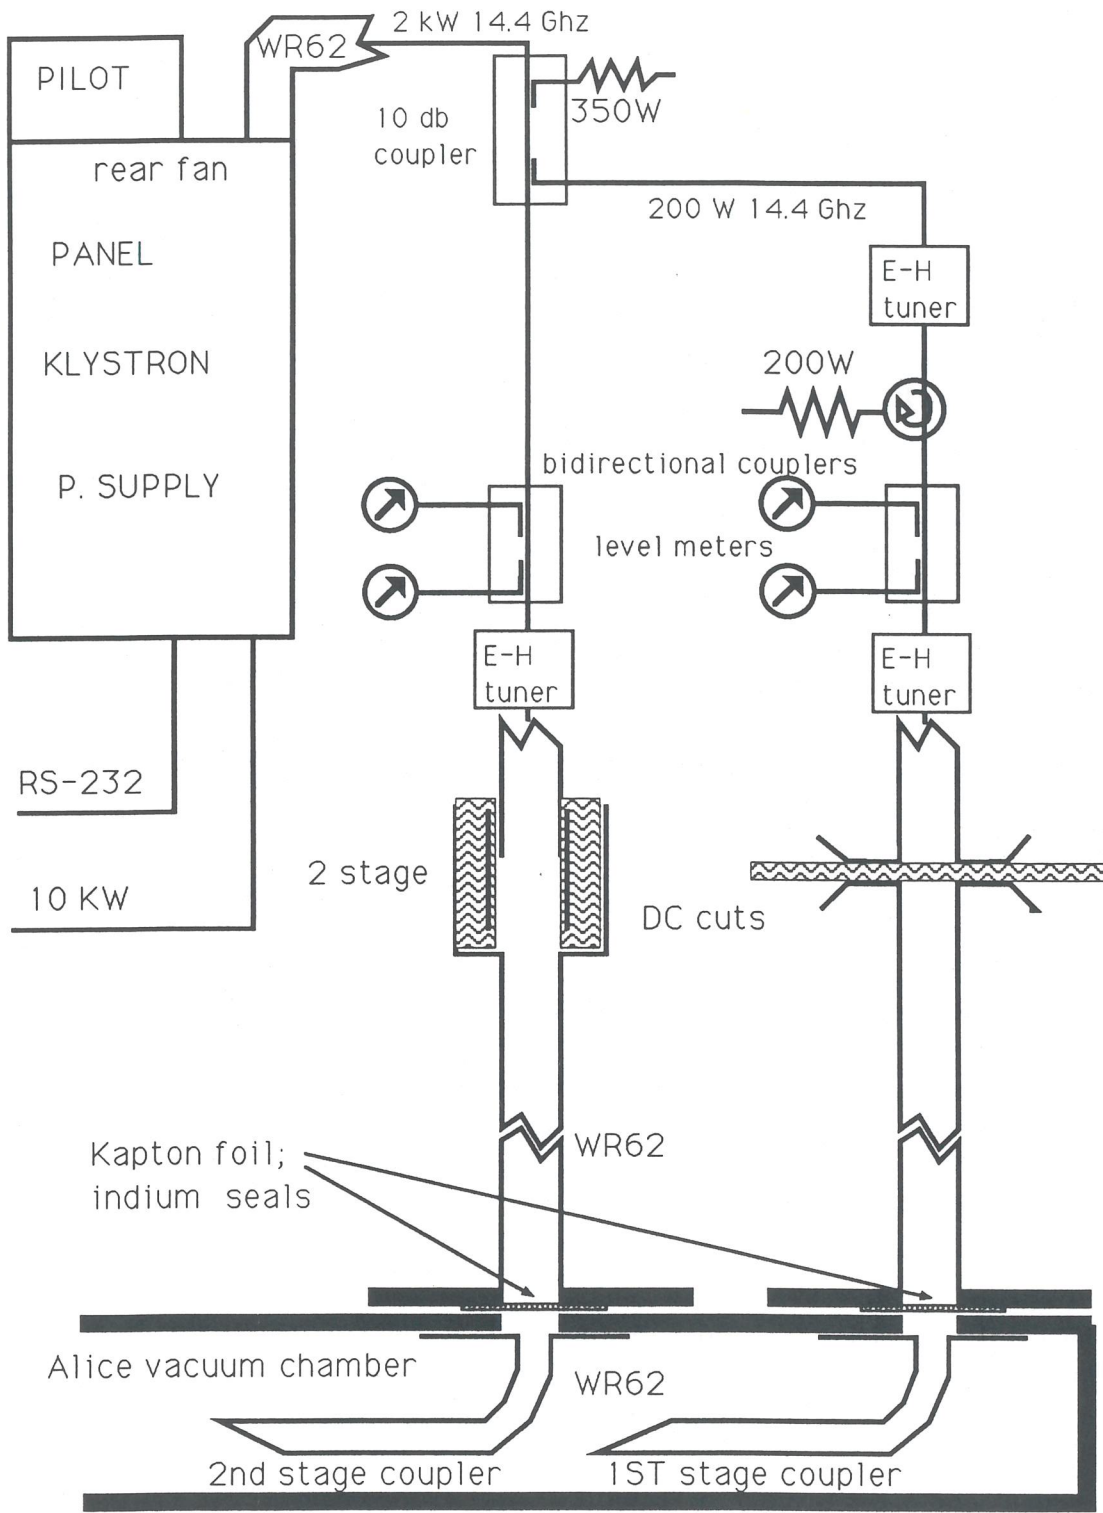 2 kW 14.4 Ghz
WR62
PILOT
350W
10 db
coupler
rear fan
200 W 14.4 Ghz
PANEL
E-H
tuner
KLYSTRON
200W
bidirectional couplers
P. SUPPLY
level meters
E-H
tuner
E-H
tuner
RS-232
2 stage
10 KW
DC cuts
WR62
Kapton foil;
indium seals
Alice vacuum chamber
WR62
2nd stage coupler
1ST stage coupler